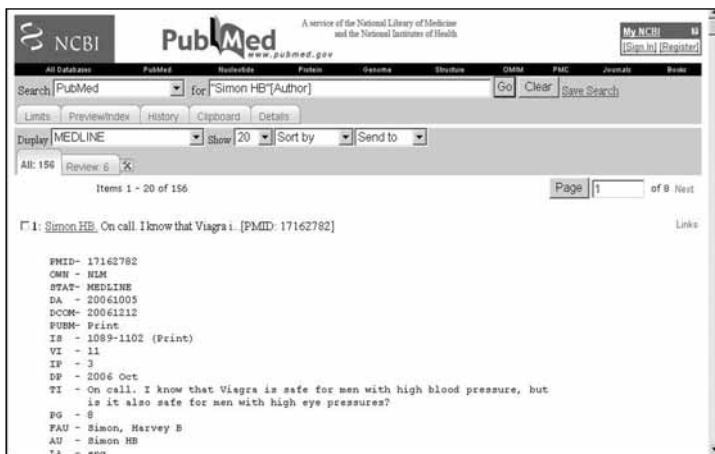 NCBI
PubMed
www.pubmed.gov
A service of the National Library of Medicine
and the National Institutes of Health
My NCBI
[Sign In] [Register]
All Databases PubMed Nucleotide Protein Genome Structure OMIM PMC Journals Books
Search PubMed for "Simon HB"[Author] Go Clear Save Search
Limits Preview/Index History Clipboard Details
Display MEDLINE Show 20 Sort by Send to
All: 156 Review: 6
Items 1 - 20 of 156 Page 1 of 8 Next
1: Simon HB. On call. I know that Viagra i...[PMID: 17162782] Links
PMID- 17162782
OWN - NLM
STAT- MEDLINE
DA - 20061005
DCOM- 20061212
PUBM- Print
IS - 1089-1102 (Print)
VI - 11
IP - 3
DP - 2006 Oct
TI - On call. I know that Viagra is safe for men with high blood pressure, but
is it also safe for men with high eye pressures?
PG - 8
FAU - Simon, Harvey B
AU - Simon HB
LA - eng